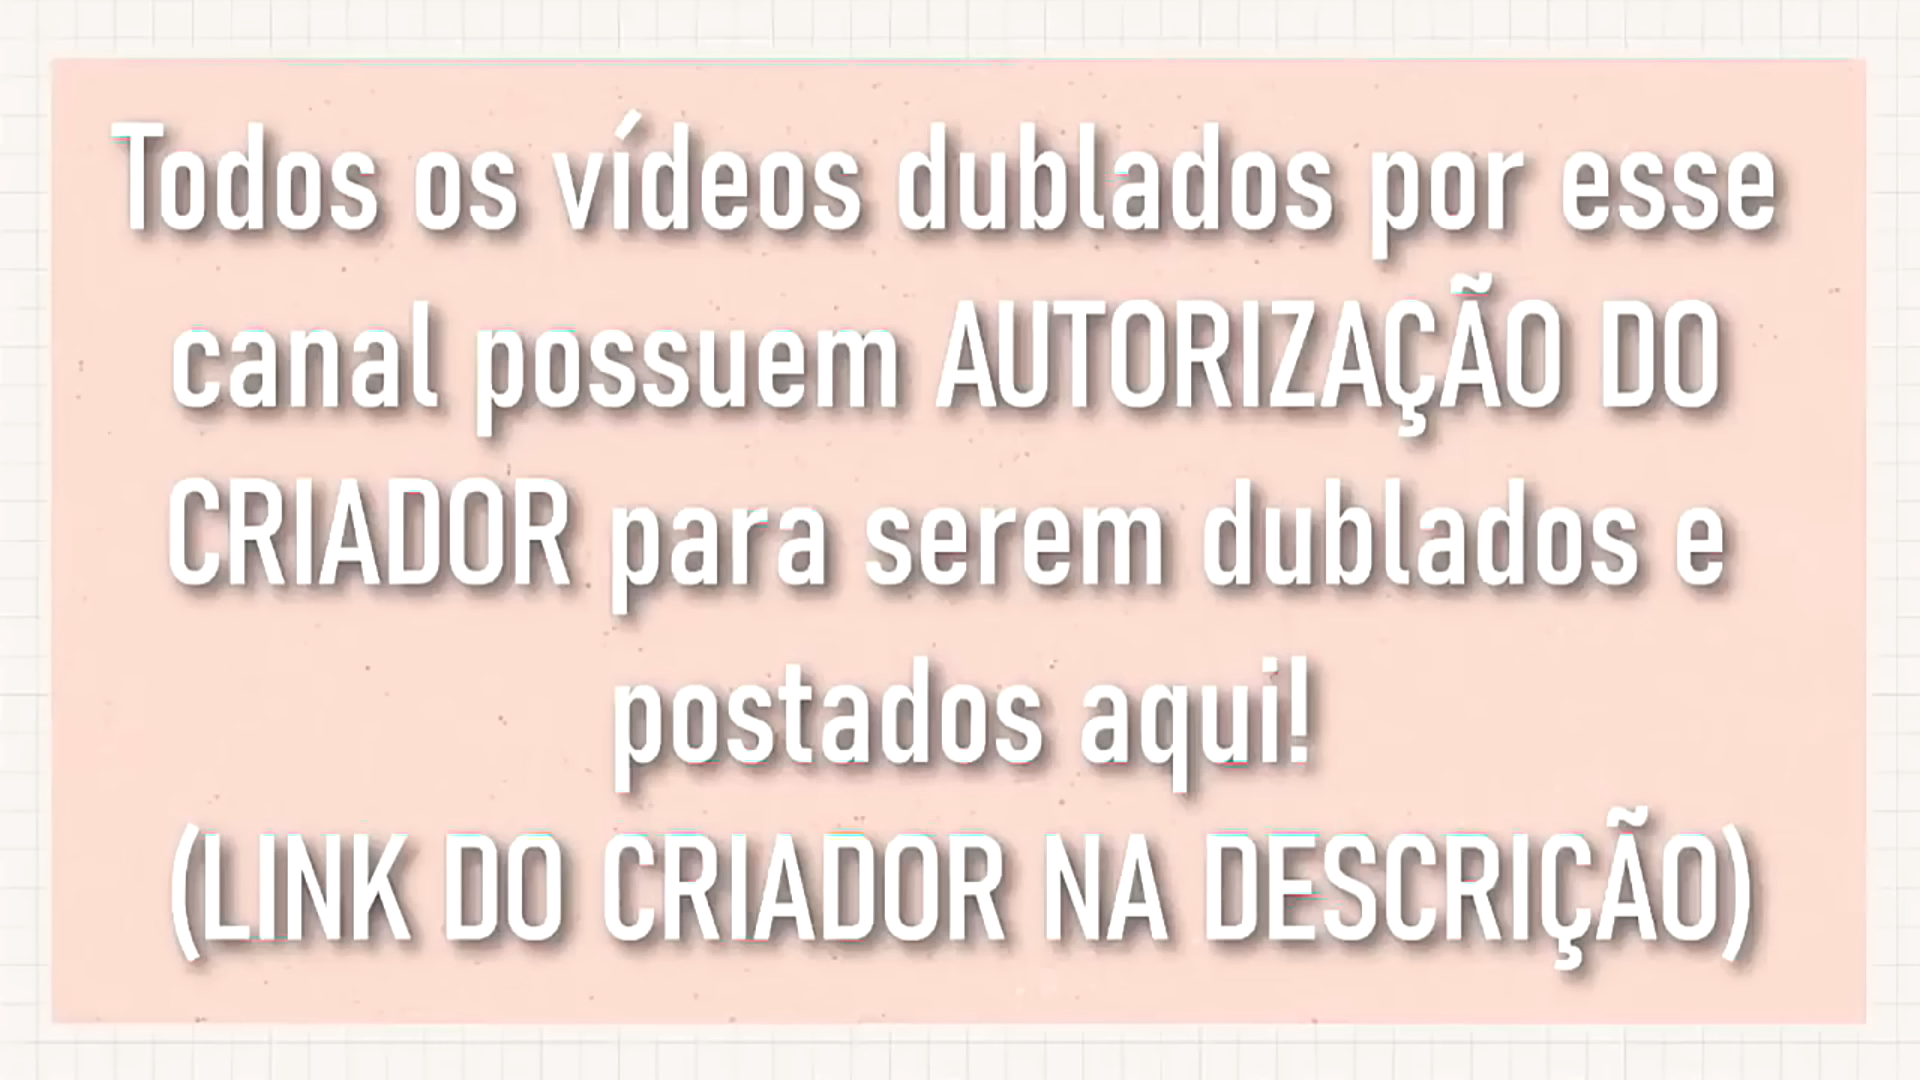 Todos os vídeos dublados por esse
canal possuem AUTORIZAÇÃO DO
CRIADOR para serem dublados e
postados aqui!
(LINK DO CRIADOR NA DESCRIÇÃO)